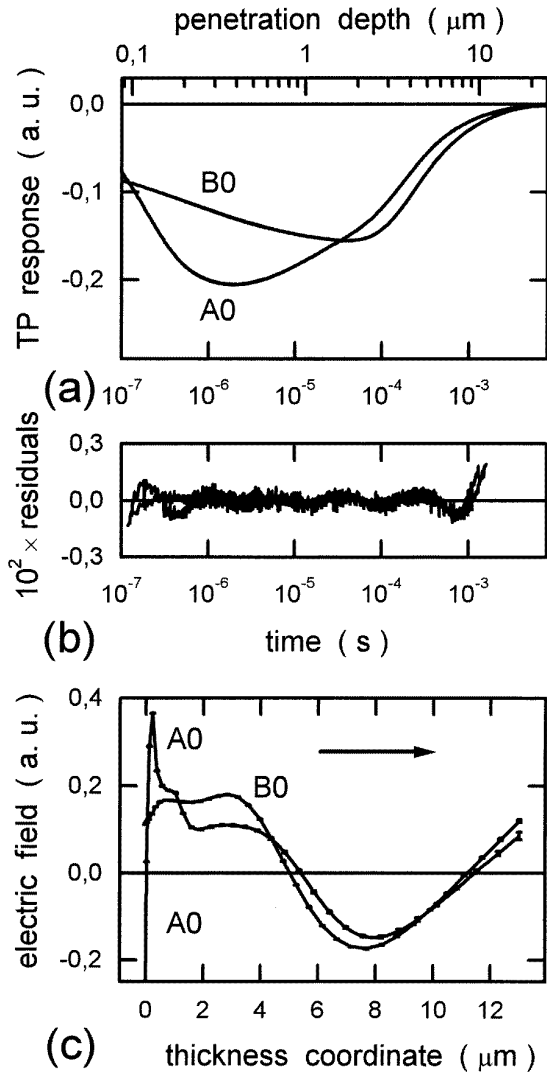 penetration depth ( μm )
0,1 1 10
TP response ( a. u. )
0,0
-0,1
-0,2
B0
A0
(a)
10⁻⁷ 10⁻⁶ 10⁻⁵ 10⁻⁴ 10⁻³
10² × residuals
0,3
0,0
-0,3
10⁻⁷ 10⁻⁶ 10⁻⁵ 10⁻⁴ 10⁻³
(b)
time ( s )
electric field ( a. u. )
0,4
0,2
0,0
-0,2
A0
B0
A0
0 2 4 6 8 10 12
(c)
thickness coordinate ( μm )